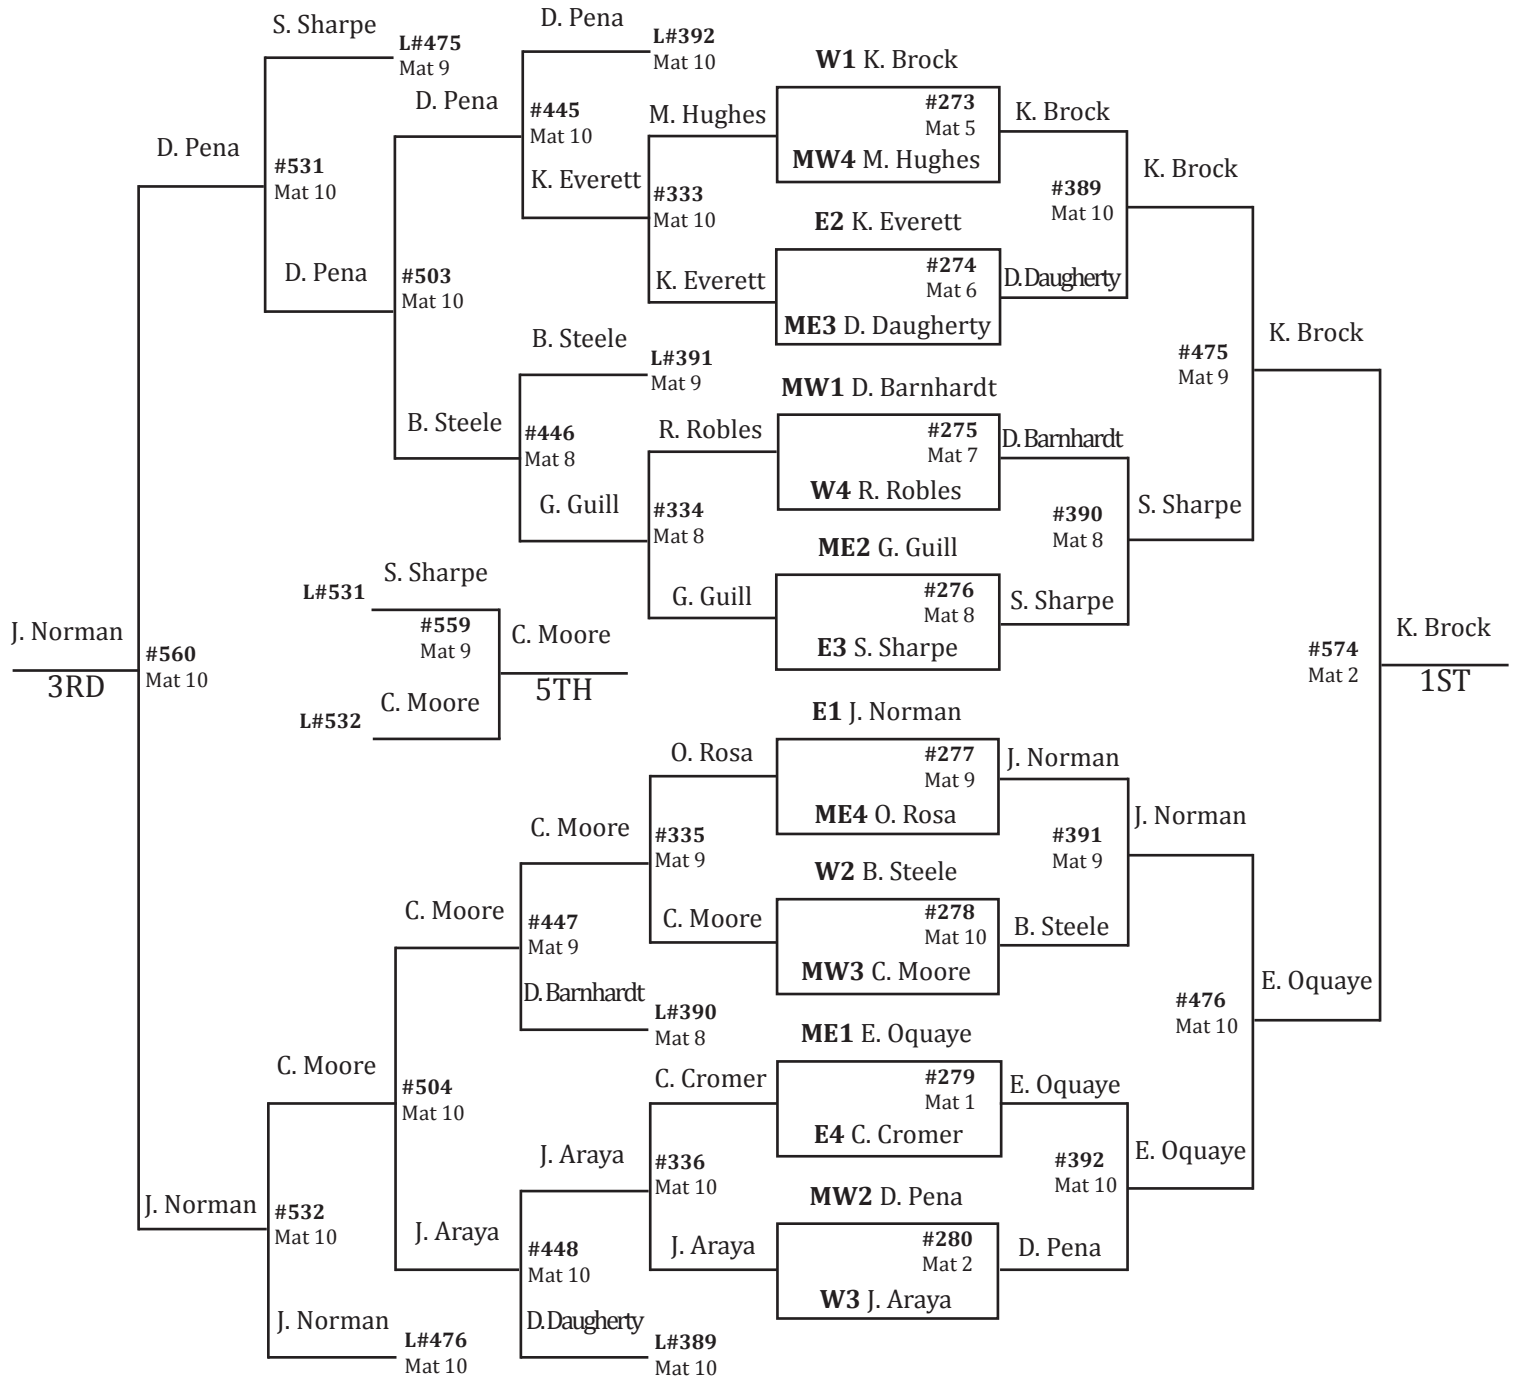 S. Sharpe
L#475
Mat 9
D. Pena
L#392
Mat 10
W1 K. Brock
D. Pena
#445
Mat 10
M. Hughes
#273
Mat 5
K. Brock
D. Pena
#531
Mat 10
K. Everett
#333
Mat 10
MW4 M. Hughes
#389
Mat 10
K. Brock
E2 K. Everett
D. Pena
#503
Mat 10
K. Everett
#274
Mat 6
D. Daugherty
ME3 D. Daugherty
B. Steele
L#391
Mat 9
#475
Mat 9
K. Brock
MW1 D. Barnhardt
B. Steele
#446
Mat 8
R. Robles
#275
Mat 7
D. Barnhardt
W4 R. Robles
G. Guill
#334
Mat 8
#390
Mat 8
S. Sharpe
ME2 G. Guill
S. Sharpe
L#531
G. Guill
#276
Mat 8
S. Sharpe
J. Norman
3RD
#560
Mat 10
#559
Mat 9
C. Moore
5TH
E3 S. Sharpe
#574
Mat 2
K. Brock
1ST
C. Moore
L#532
E1 J. Norman
O. Rosa
#277
Mat 9
J. Norman
ME4 O. Rosa
C. Moore
#335
Mat 9
#391
Mat 9
J. Norman
W2 B. Steele
C. Moore
#447
Mat 9
C. Moore
#278
Mat 10
B. Steele
MW3 C. Moore
D. Barnhardt
L#390
Mat 8
#476
Mat 10
E. Oquaye
ME1 E. Oquaye
C. Moore
#504
Mat 10
C. Cromer
#279
Mat 1
E. Oquaye
E4 C. Cromer
J. Araya
#336
Mat 10
#392
Mat 10
E. Oquaye
MW2 D. Pena
J. Norman
#532
Mat 10
J. Araya
#448
Mat 10
J. Araya
#280
Mat 2
D. Pena
W3 J. Araya
J. Norman
L#476
Mat 10
D. Daugherty
L#389
Mat 10